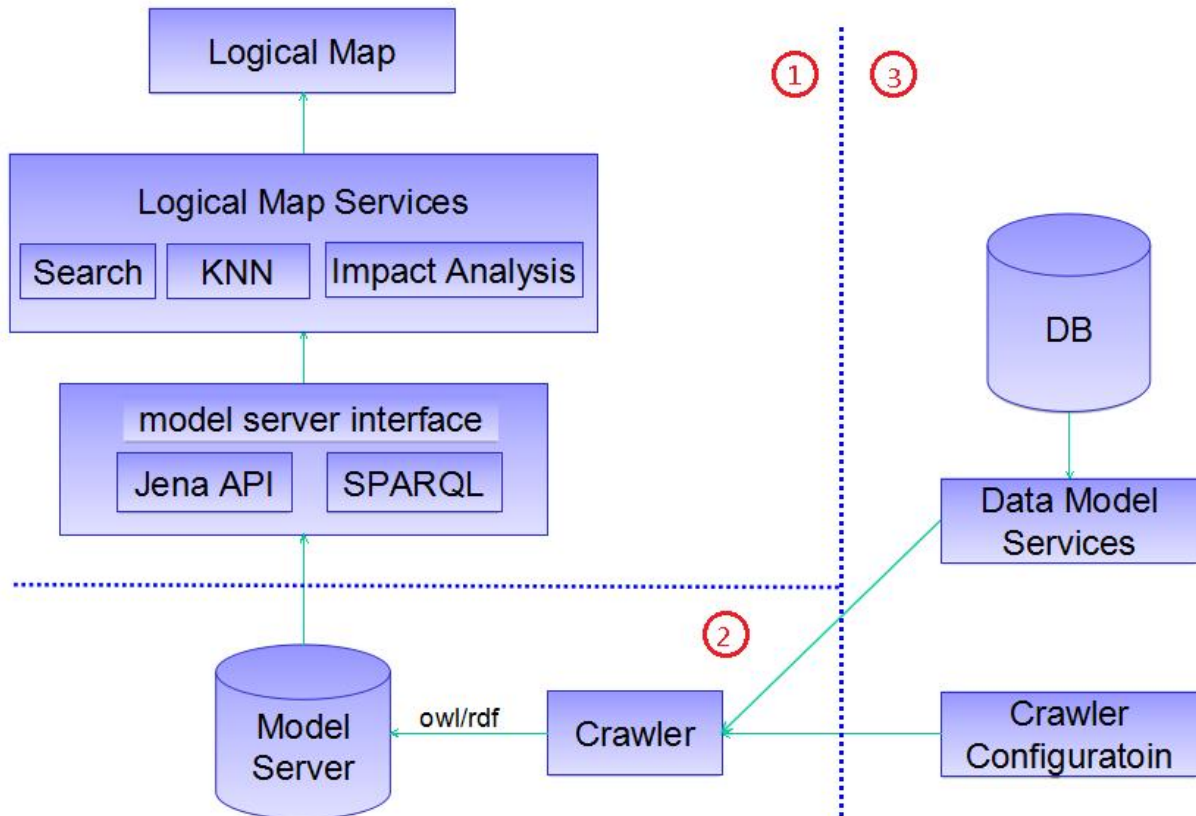 Logical Map
①
③
Logical Map Services
Search
KNN
Impact Analysis
DB
model server interface
Jena API
SPARQL
Data Model
Services
②
Model
Server
owl/rdf
Crawler
Crawler
Configuratoin